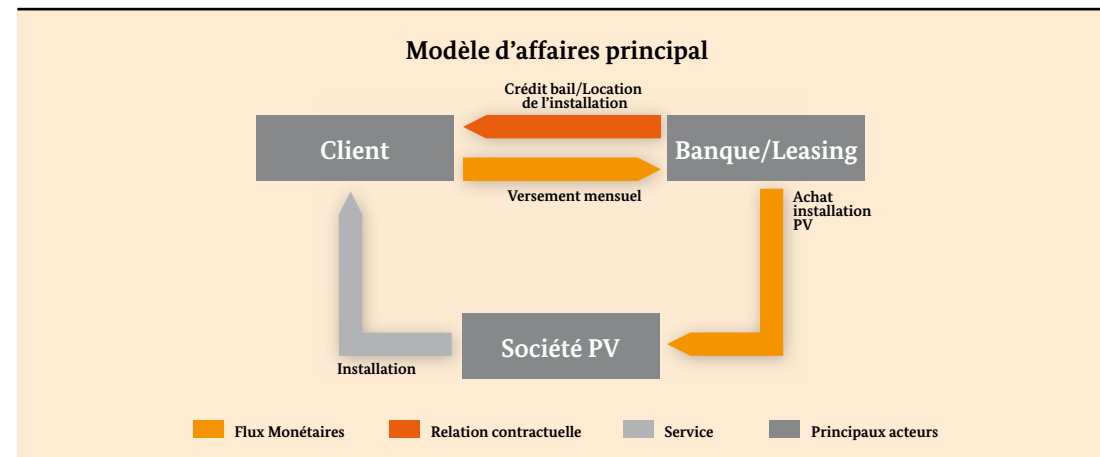 Modèle d’affaires principal
Crédit bail/Location
de l’installation
Client
Banque/Leasing
Versement mensuel
Achat
installation
PV
Société PV
Installation
Flux Monétaires
Relation contractuelle
Service
Principaux acteurs